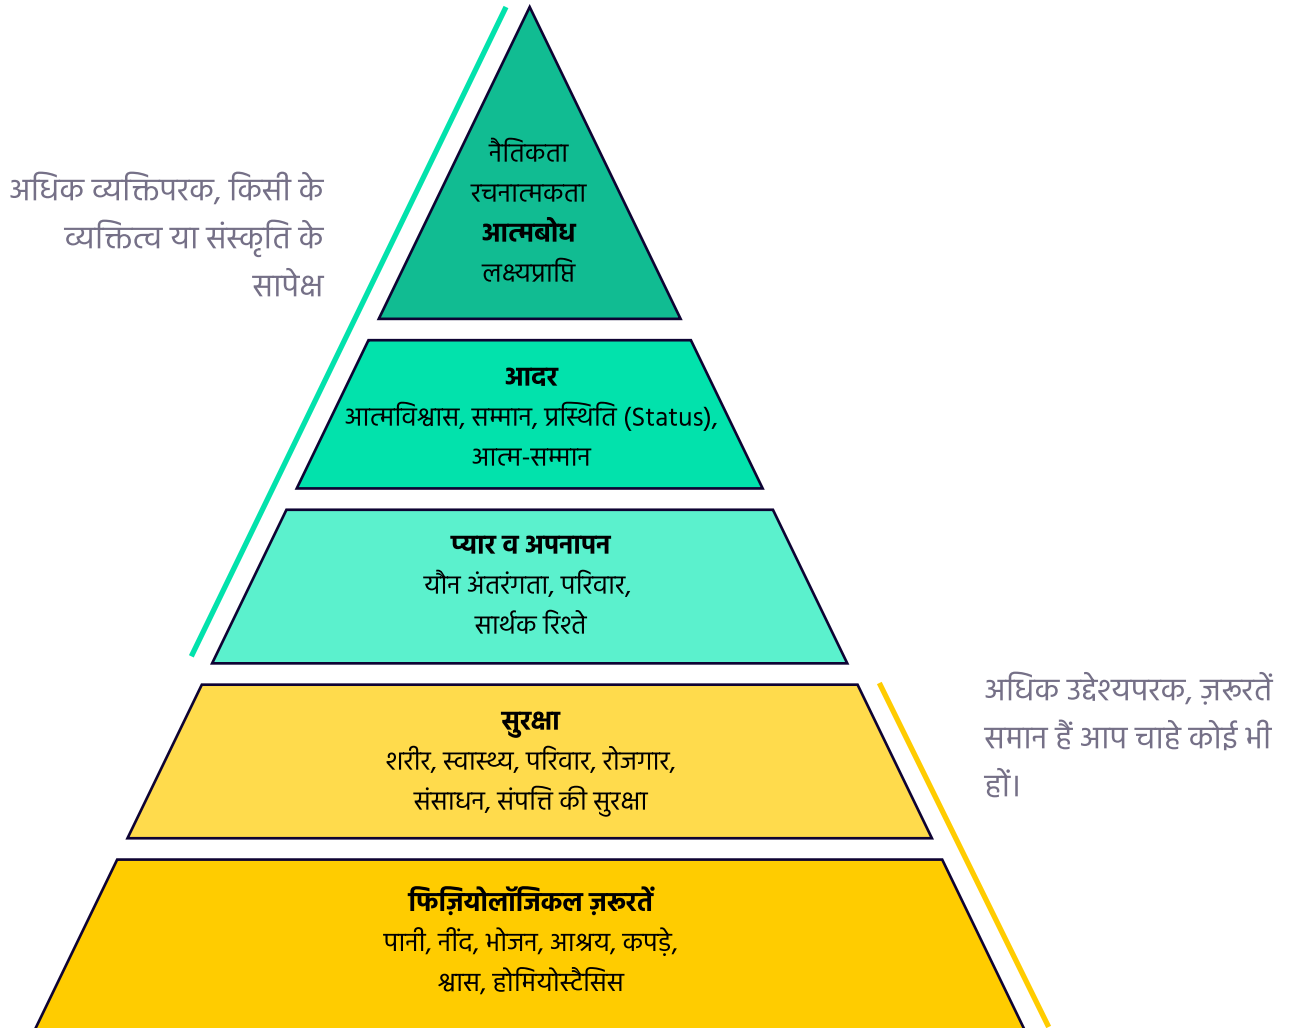 नैतिकता
रचनात्मकता
आत्मबोध
लक्ष्यप्राप्ति
अधिक व्यक्तिपरक, किसी के
व्यक्तित्व या संस्कृति के
सापेक्ष
आदर
आत्मविश्वास, सम्मान, प्रस्थिति (Status),
आत्म-सम्मान
प्यार व अपनापन
यौन अंतरंगता, परिवार,
सार्थक रिश्ते
सुरक्षा
शरीर, स्वास्थ्य, परिवार, रोजगार,
संसाधन, संपत्ति की सुरक्षा
अधिक उद्देश्यपरक, ज़रूरतें
समान हैं आप चाहे कोई भी
हों।
फिज़ियोलॉजिकल ज़रूरतें
पानी, नींद, भोजन, आश्रय, कपड़े,
श्वास, होमियोस्टैसिस